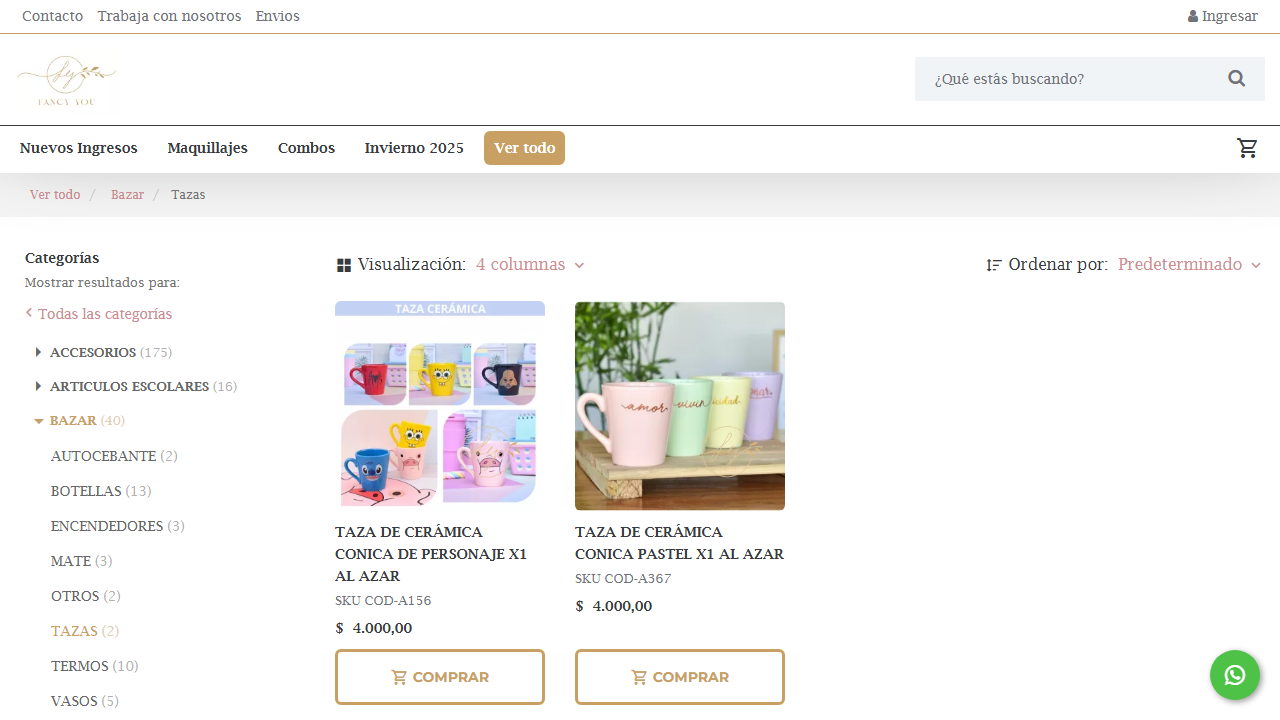 Contacto Trabaja con nosotros Envios Ingresar
FANCY YOU
¿Qué estás buscando?
Nuevos Ingresos Maquillajes Combos Invierno 2025 Ver todo
Ver todo / Bazar / Tazas
Categorías
Mostrar resultados para:
Todas las categorías
ACCESORIOS (175)
ARTICULOS ESCOLARES (16)
BAZAR (40)
AUTOCEBANTE (2)
BOTELLAS (13)
ENCENDEDORES (3)
MATE (3)
OTROS (2)
TAZAS (2)
TERMOS (10)
VASOS (5)
Visualización: 4 columnas
Ordenar por: Predeterminado
TAZA CERÁMICA
TAZA DE CERÁMICA
CONICA DE PERSONAJE X1
AL AZAR
SKU COD-A156
$ 4.000,00
COMPRAR
amor
TAZA DE CERÁMICA
CONICA PASTEL X1 AL AZAR
SKU COD-A367
$ 4.000,00
COMPRAR